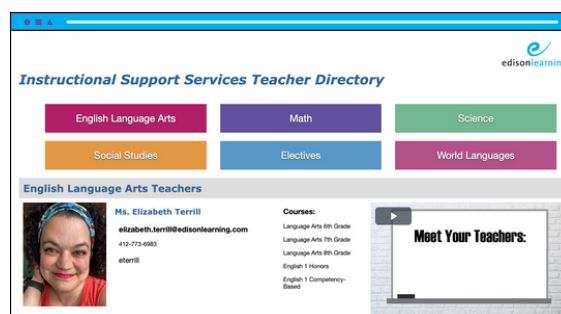 edisonlearnin
Instructional Support Services Teacher Directory
English Language Arts
Math
Science
Social Studies
Electives
World Languages
English Language Arts Teachers
Ms. Elizabeth Terrill
elizabeth.terrill@edisonlearning.com
412-773-6983
eterrill
Courses:
Language Arts 6th Grade
Language Arts 7th Grade
Language Arts 8th Grade
English 1 Honors
English 1 Competency-
Based
Meet Your Teachers: